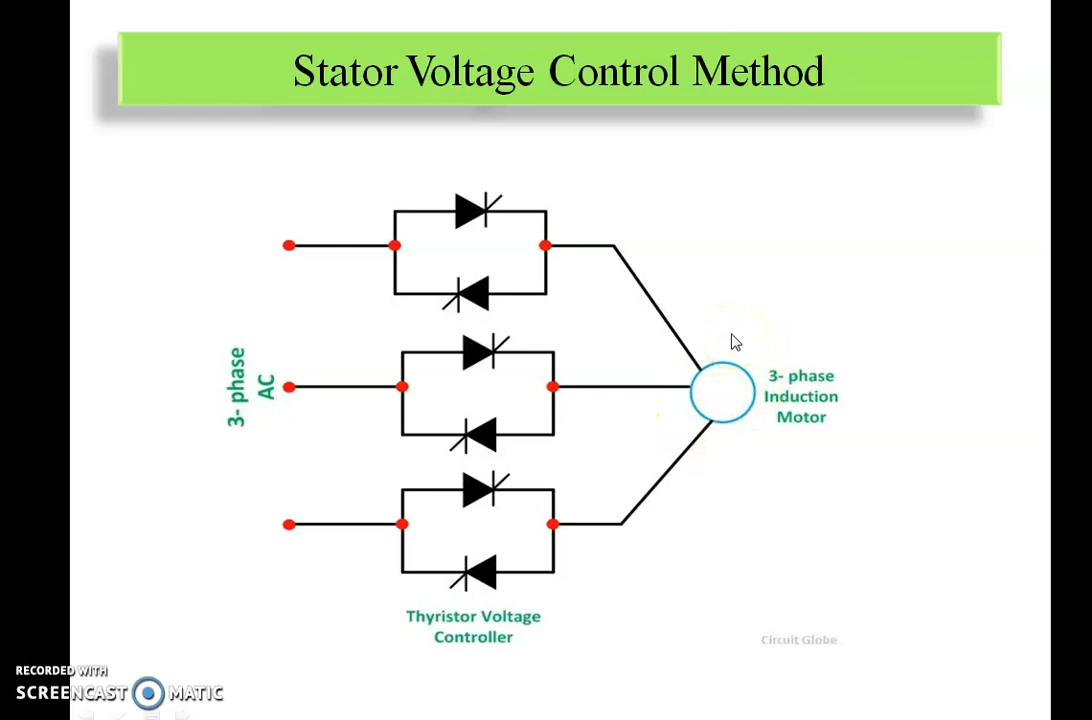 Stator Voltage Control Method
3- phase
AC
3- phase
Induction
Motor
Thyristor Voltage
Controller
Circuit Globe
RECORDED WITH
SCREENCAST MATIC